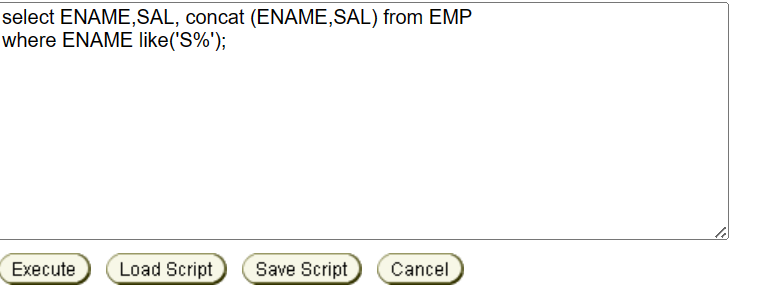 select ENAME,SAL, concat (ENAME,SAL) from EMP
where ENAME like('S%');
Execute Load Script Save Script Cancel